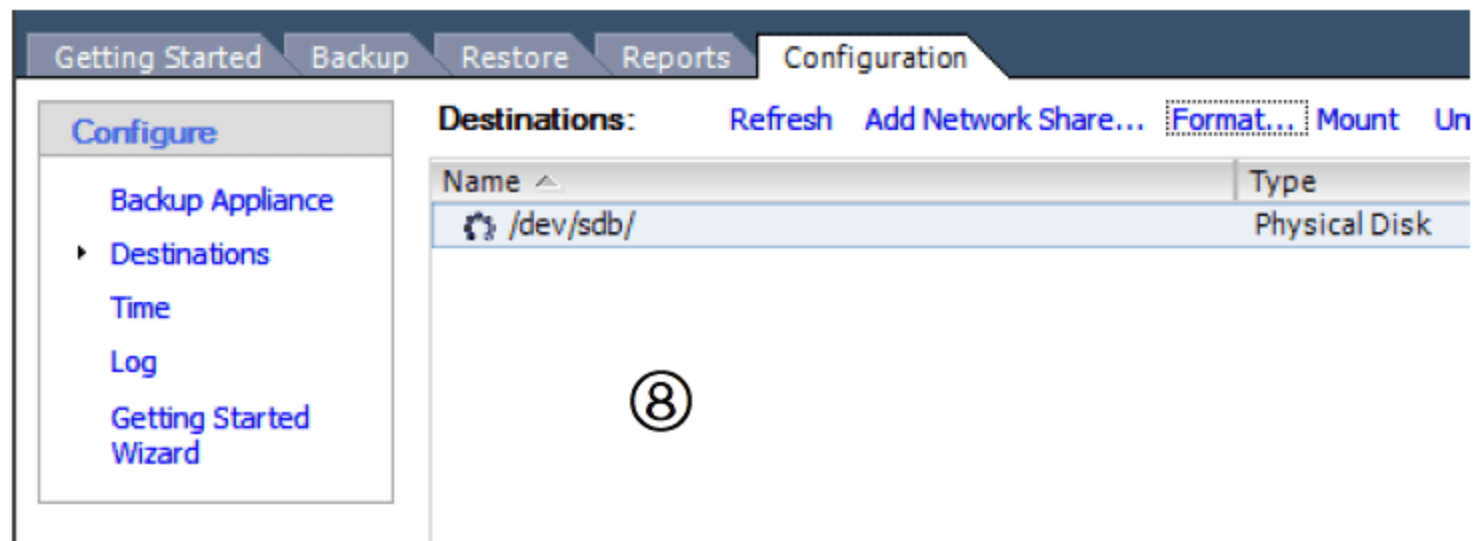 Getting Started Backup Restore Reports Configuration
Configure
Backup Appliance
Destinations
Time
Log
Getting Started
Wizard
Destinations: Refresh Add Network Share... Format... Mount Un
Name Type
/dev/sdb/ Physical Disk
⑧